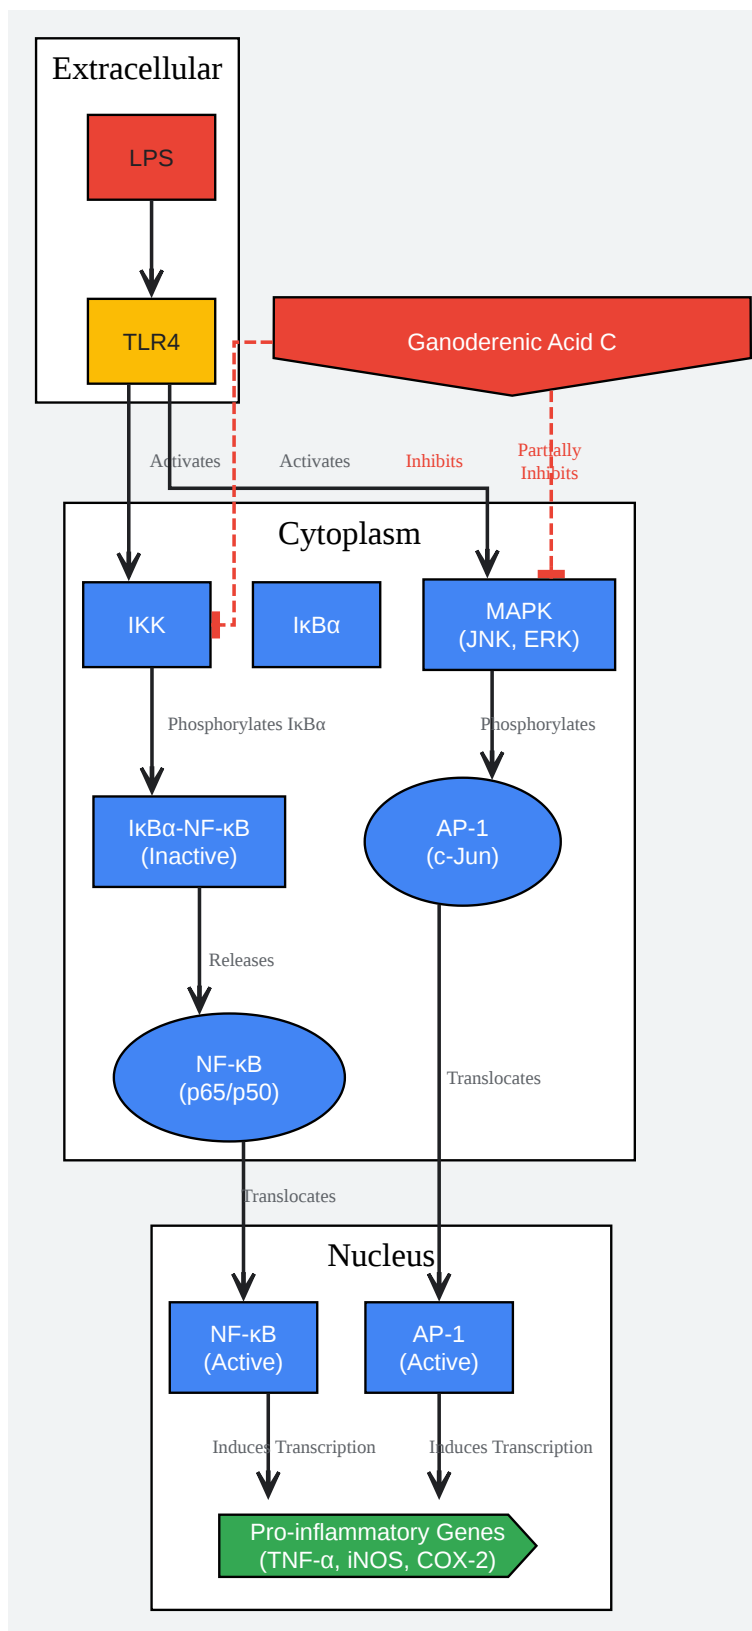 Extracellular
LPS
TLR4
Ganoderenic Acid C
Activates
Activates
Inhibits
Partially
Inhibits
Cytoplasm
IKK
IκBα
MAPK
(JNK, ERK)
Phosphorylates IκBα
Phosphorylates
IκBα-NF-κB
(Inactive)
AP-1
(c-Jun)
Releases
NF-κB
(p65/p50)
Translocates
Translocates
Nucleus
NF-κB
(Active)
AP-1
(Active)
Induces Transcription
Induces Transcription
Pro-inflammatory Genes
(TNF-α, iNOS, COX-2)